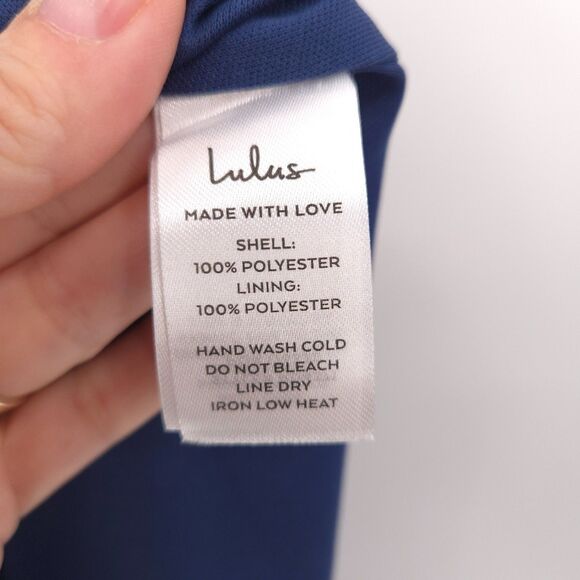 Lulus
MADE WITH LOVE
SHELL:
100% POLYESTER
LINING:
100% POLYESTER
HAND WASH COLD
DO NOT BLEACH
LINE DRY
IRON LOW HEAT